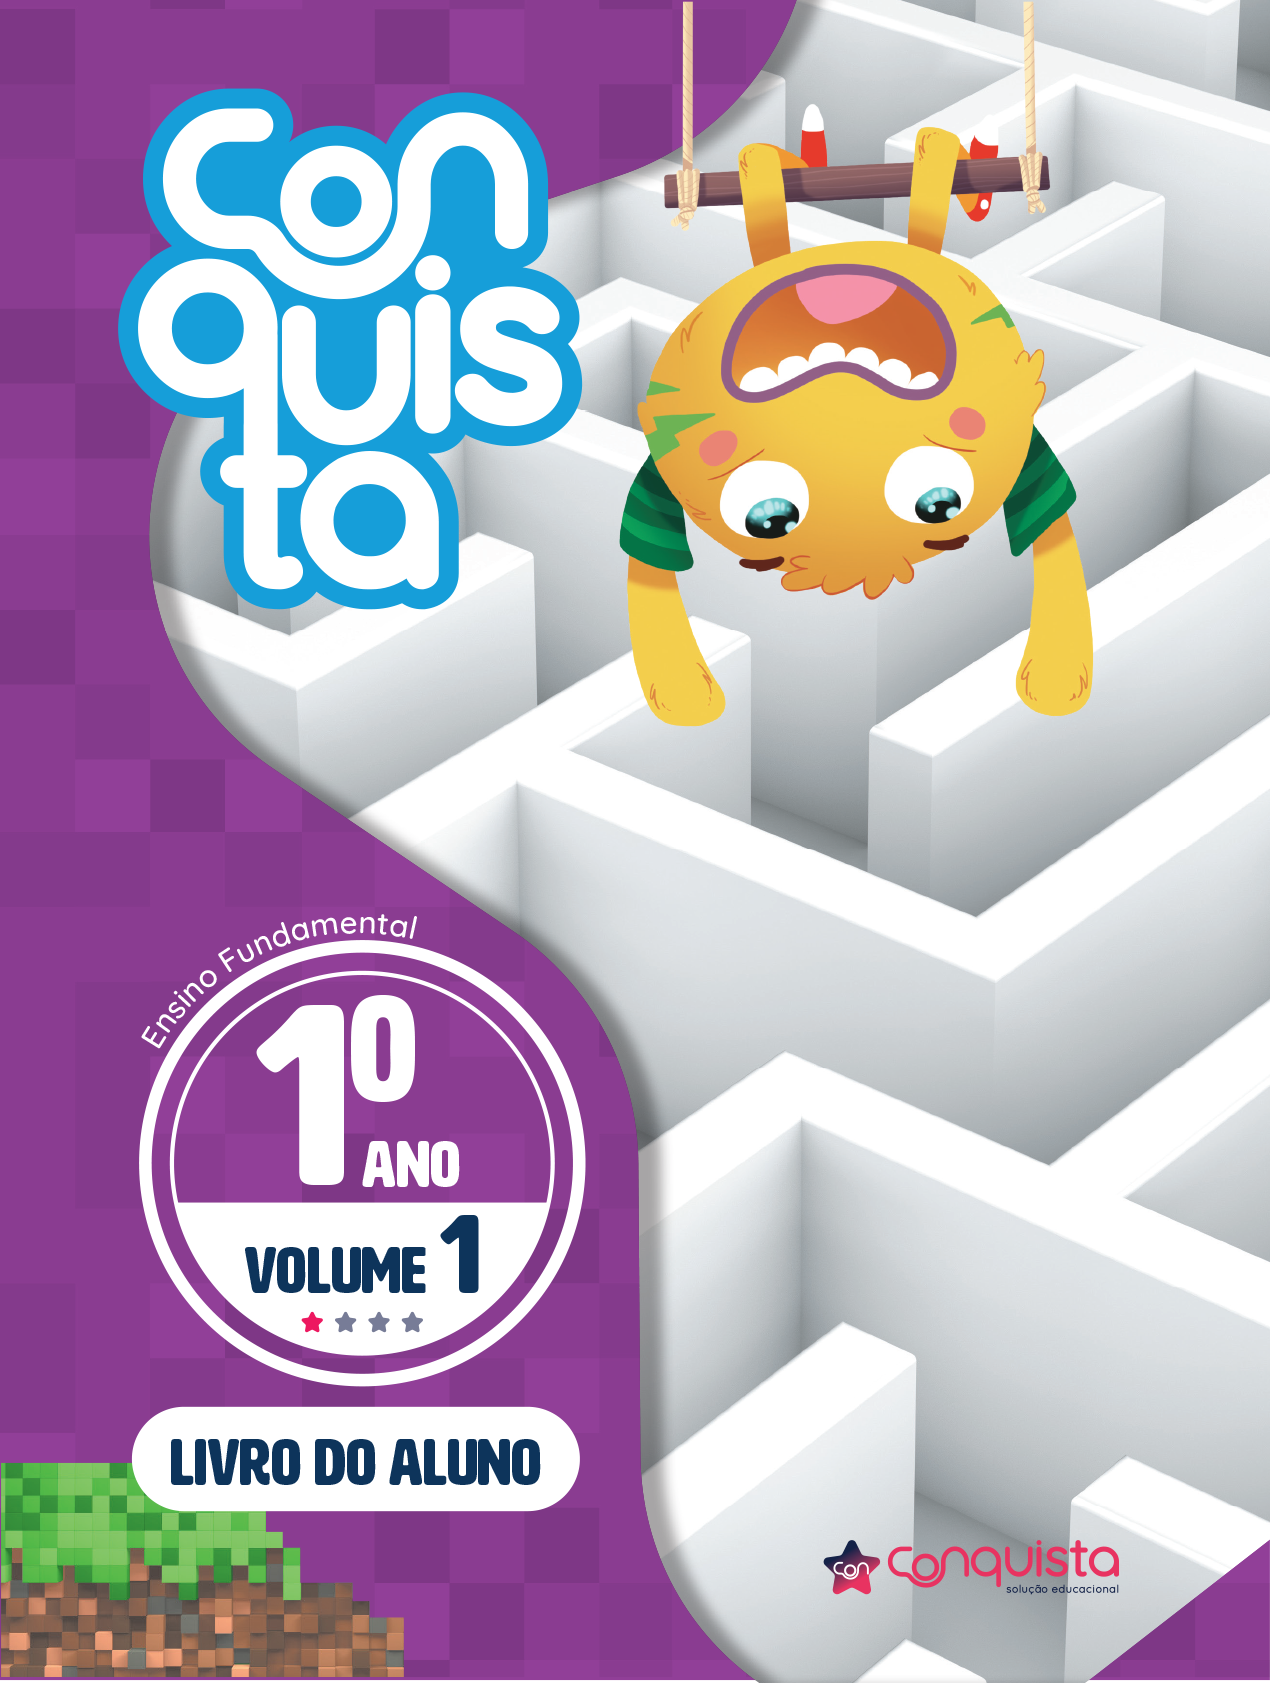 Con
quis
ta
Ensino Fundamental
1º
ANO
VOLUME 1
LIVRO DO ALUNO
con
conquista
solução educacional